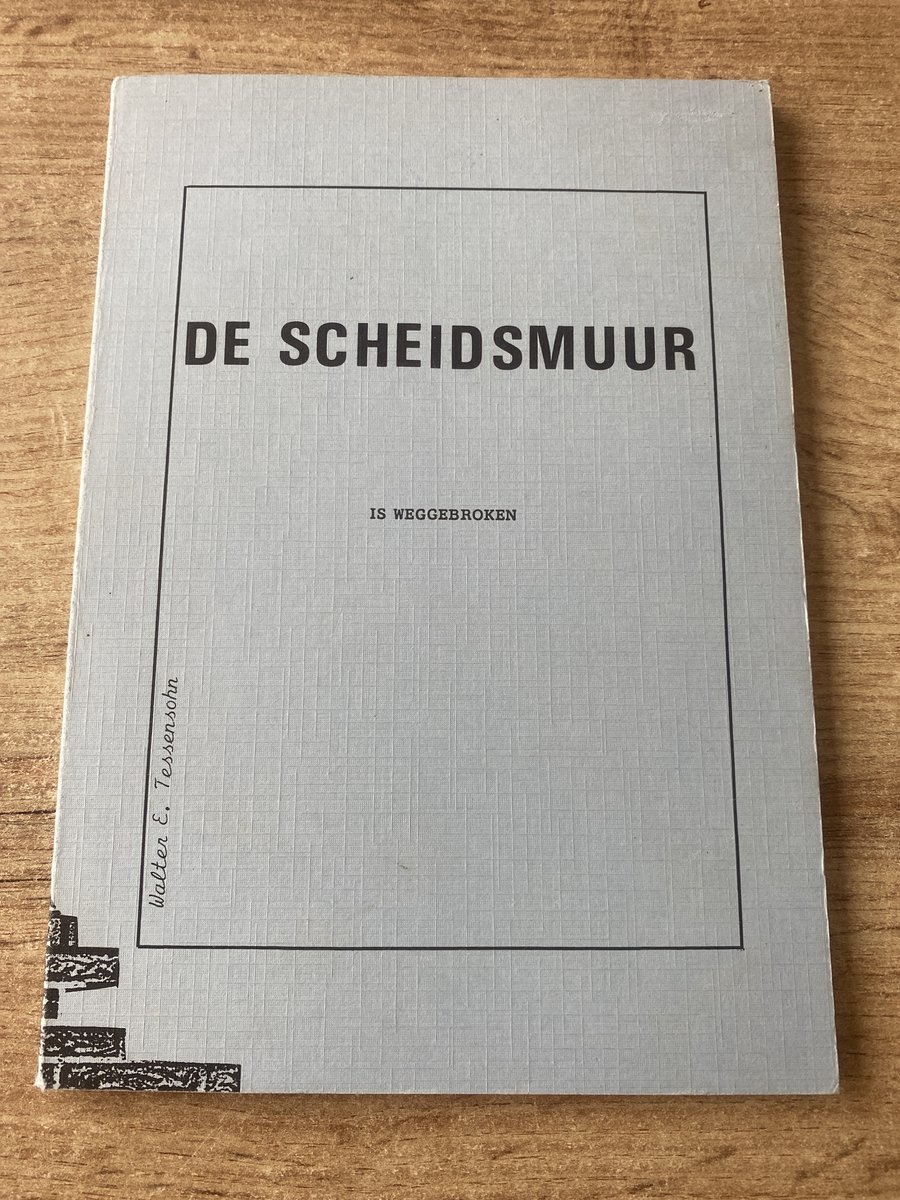 DE SCHEIDSMUUR
IS WEGGEBROKEN
Walter E. Tessensohn